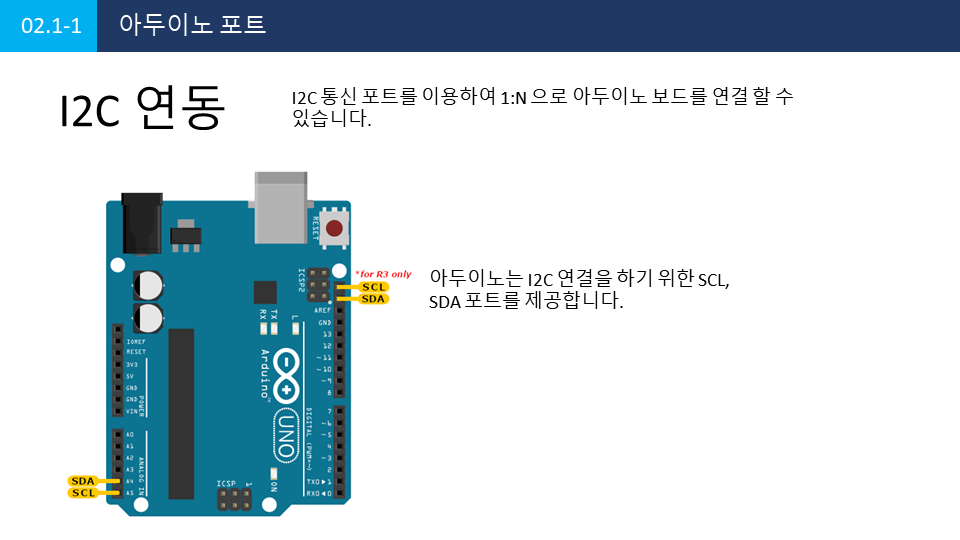 02.1-1
아두이노 포트
I2C 연동
I2C 통신 포트를 이용하여 1:N 으로 아두이노 보드를 연결 할 수
있습니다.
RESET
ICSP2
*for R3 only
SCL
SDA
아두이노는 I2C 연결을 하기 위한 SCL,
SDA 포트를 제공합니다.
AREF
GND
13
12
~11
~10
~9
8
RX
TX
L
IOREF
RESET
3V3
5V
GND
GND
VIN
POWER
Arduino™
UNO
DIGITAL (PWM=~)
7
~6
~5
4
~3
2
TXO▶1
RXO◀0
A0
A1
A2
A3
A4
A5
ANALOG IN
SDA
SCL
ICSP
1
ON